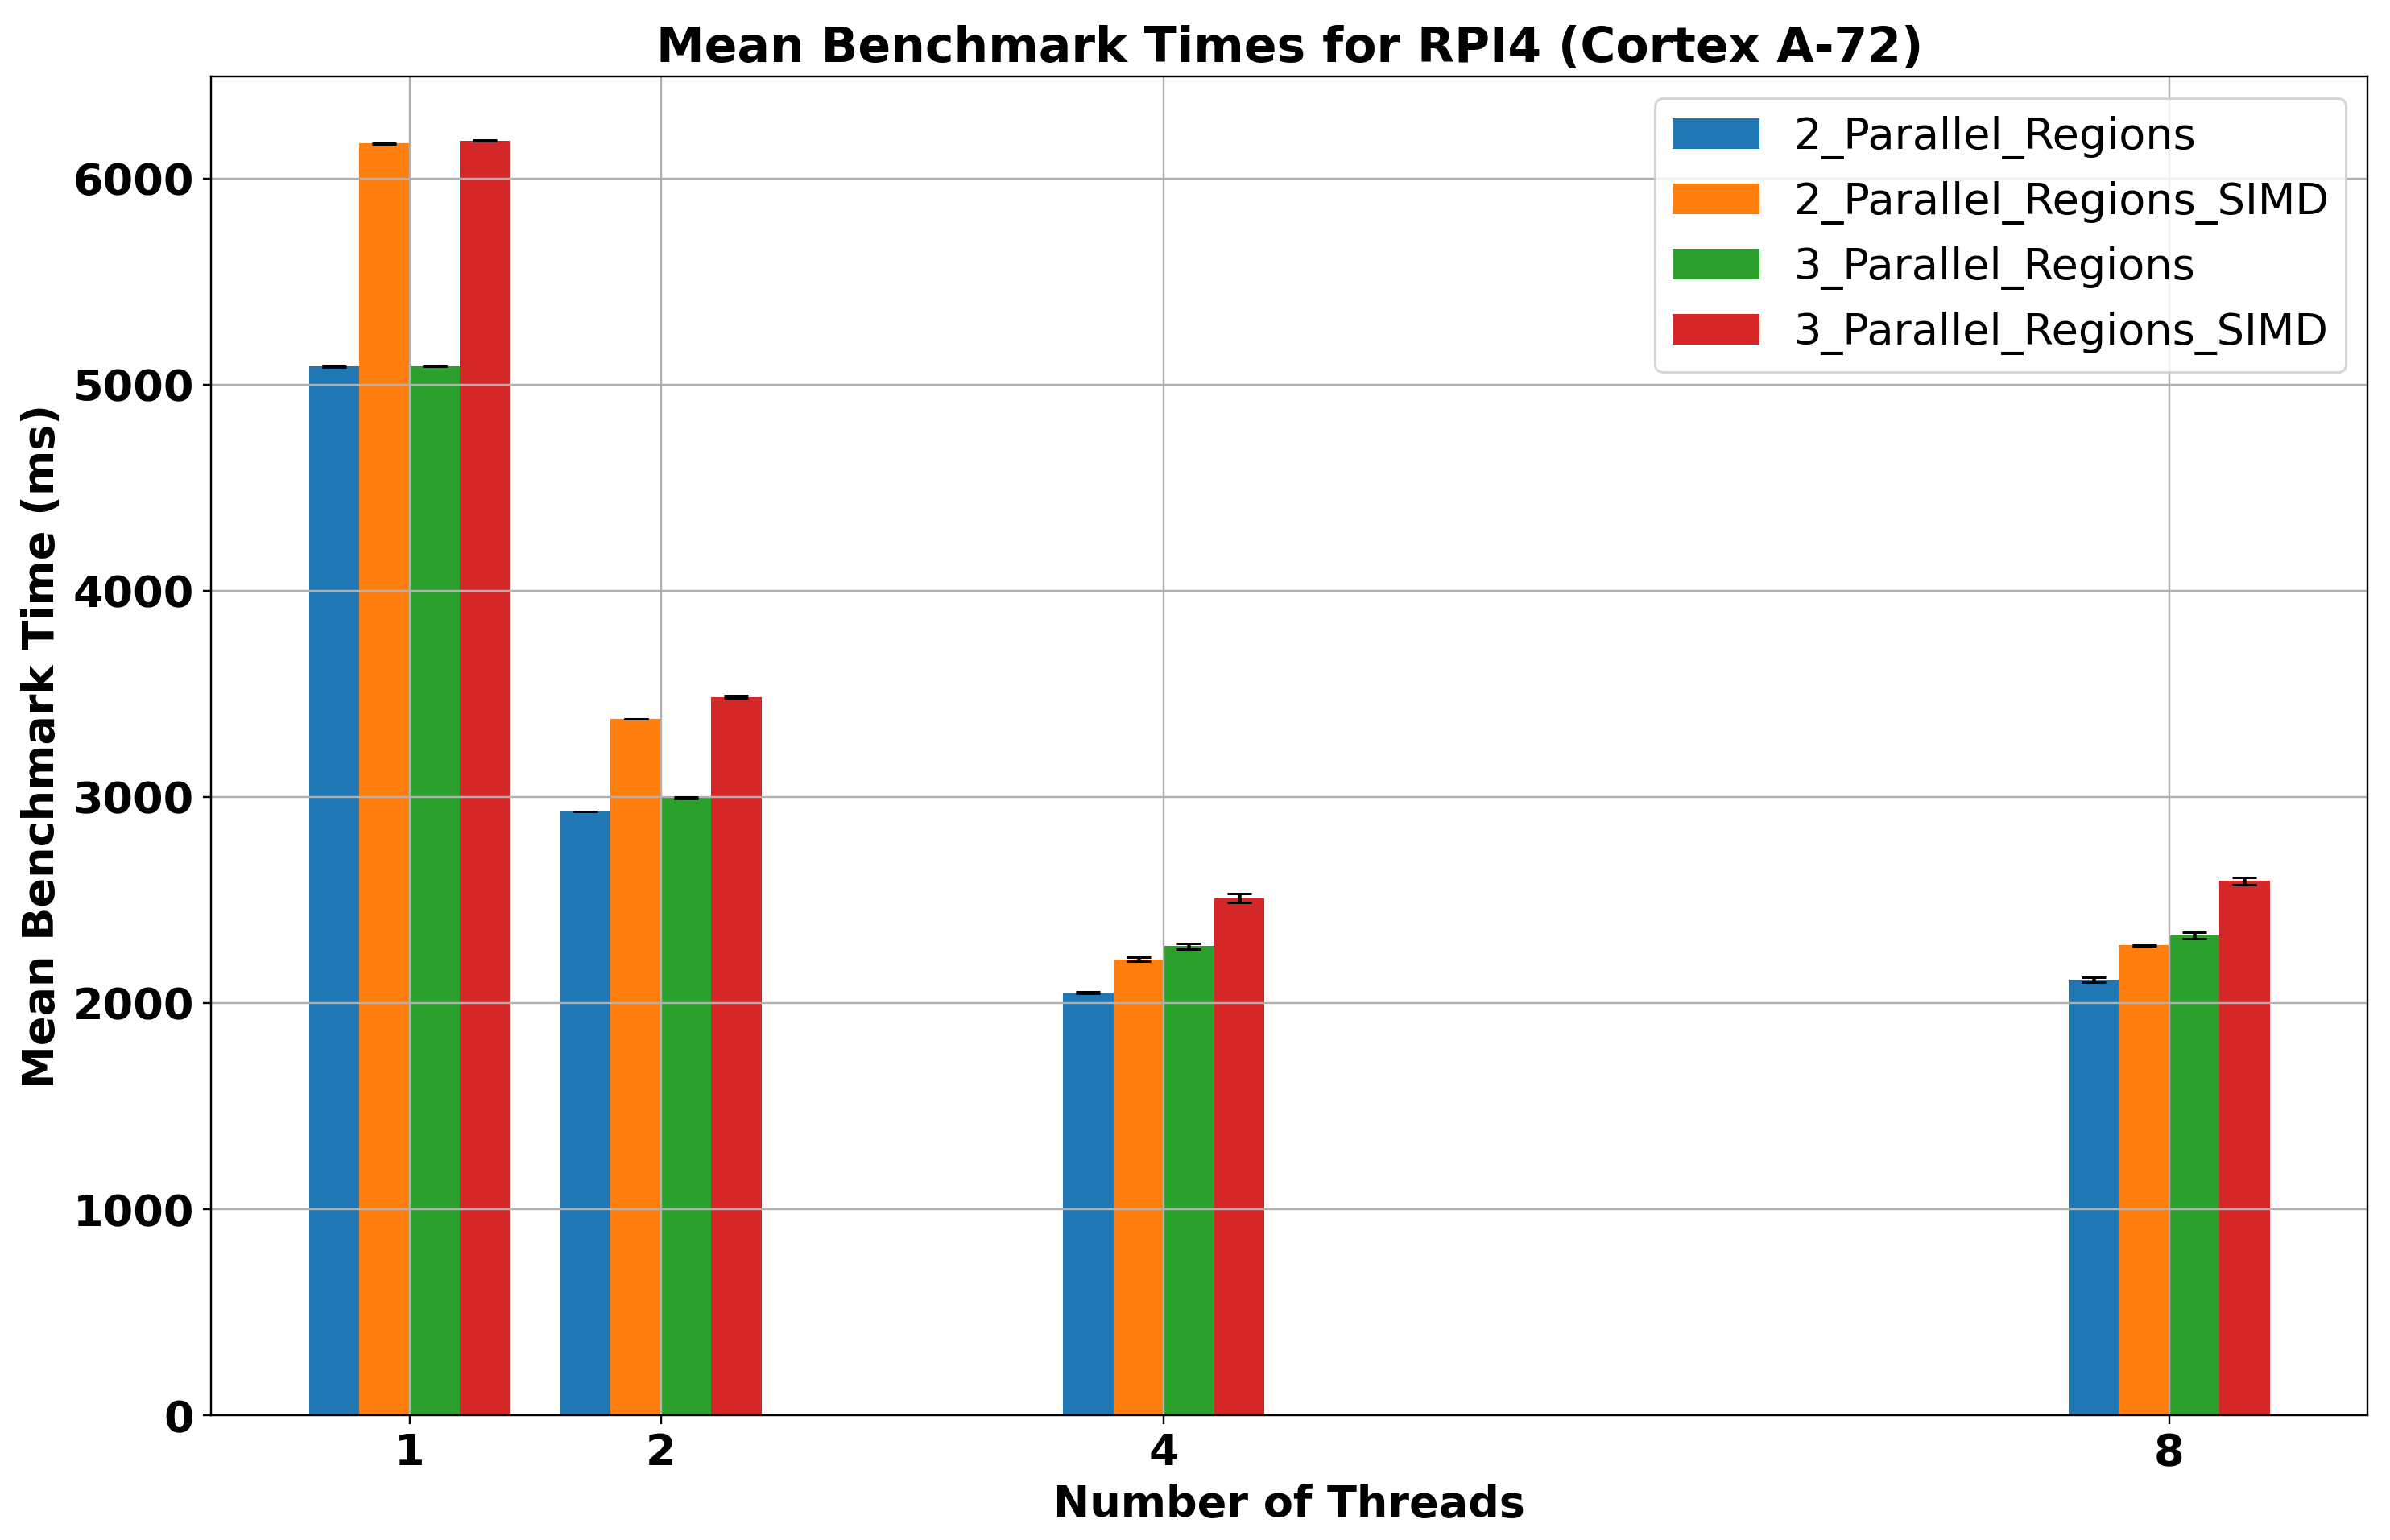 Mean Benchmark Times for RPI4 (Cortex A-72)
2_Parallel_Regions
2_Parallel_Regions_SIMD
3_Parallel_Regions
3_Parallel_Regions_SIMD
Mean Benchmark Time (ms)
6000
5000
4000
3000
2000
1000
0
1 2 4 8
Number of Threads